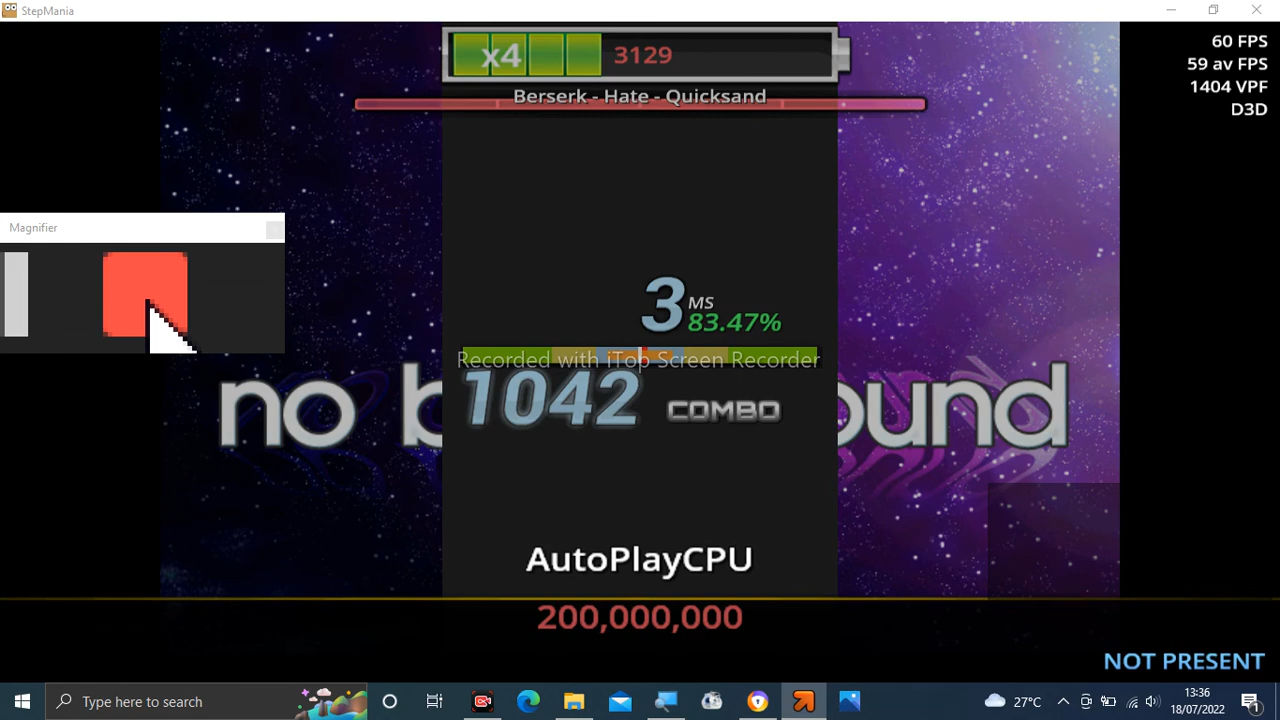 StepMania
60 FPS
59 av FPS
1404 VPF
D3D
x4
3129
Berserk - Hate - Quicksand
Magnifier
3 MS
83.47%
Recorded with iTop Screen Recorder
1042 COMBO
no
AutoPlayCPU
200,000,000
NOT PRESENT
Type here to search
27°C
13:36
18/07/2022
1